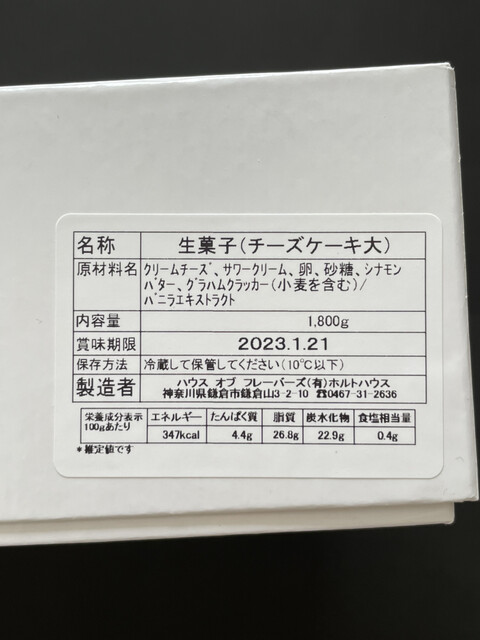 名称 生菓子(チーズケーキ大)
原材料名 クリームチーズ、サワークリーム、卵、砂糖、シナモン
バター、グラハムクラッカー(小麦を含む)/
バニラエキストラクト
内容量 1,800g
賞味期限 2023.1.21
保存方法 冷蔵して保管してください(10℃以下)
製造者 ハウス オブ フレーバーズ(有)ホルトハウス
神奈川県鎌倉市鎌倉山3-2-10 ☎0467-31-2636
栄養成分表示 エネルギー たんぱく質 脂質 炭水化物 食塩相当量
100gあたり 347kcal 4.4g 26.8g 22.9g 0.4g
*推定値です